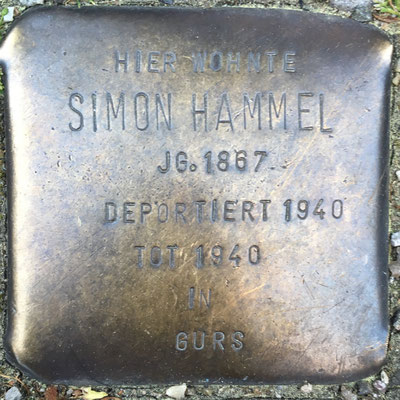 HIER WOHNTE
SIMON HAMMEL
JG. 1867
DEPORTIERT 1940
TOT 1940
IN
GURS